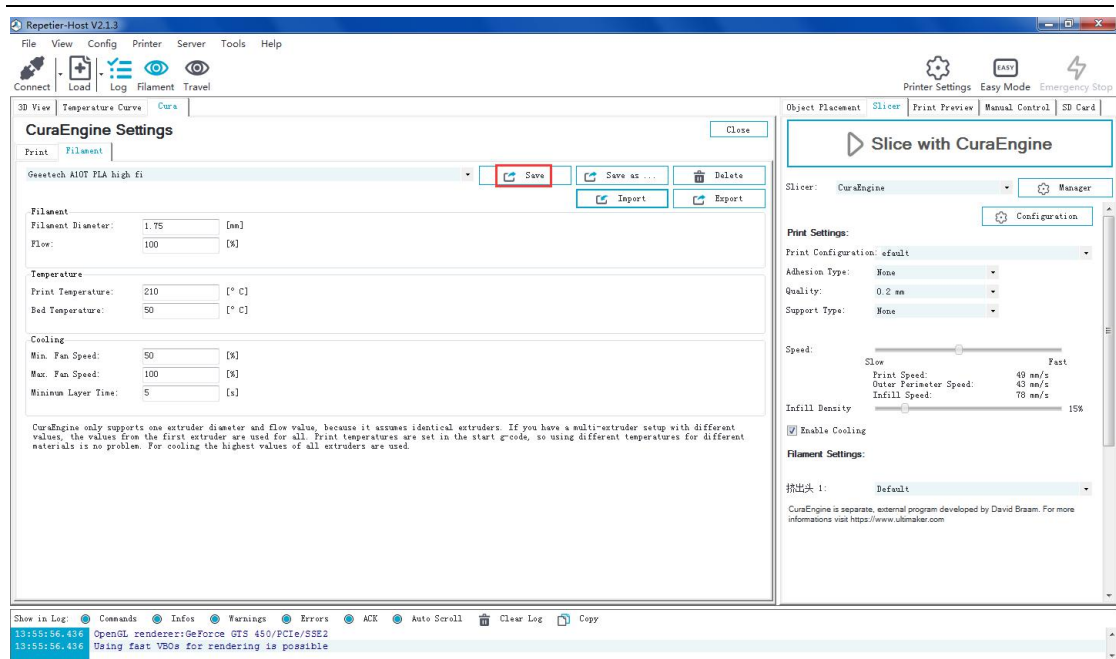 Repetier-Host V2.1.3
File View Config Printer Server Tools Help
Connect Load Log Filament Travel
Printer Settings Easy Mode Emergency Stop
EASY
3D View Temperature Curve Cura
Object Placement Slicer Print Preview Manual Control SD Card
CuraEngine Settings
Close
Print Filament
Geeetech A10T PLA high fi
Save Save as ... Delete
Import Export
Filament
Filament Diameter: 1.75 [mm]
Flow: 100 [%]
Temperature
Print Temperature: 210 [° C]
Bed Temperature: 50 [° C]
Cooling
Min. Fan Speed: 50 [%]
Max. Fan Speed: 100 [%]
Minimum Layer Time: 5 [s]
CuraEngine only supports one extruder diameter and flow value, because it assumes identical extruders. If you have a multi-extruder setup with different
values, the values from the first extruder are used for all. Print temperatures are set in the start g-code, so using different temperatures for different
materials is no problem. For cooling the highest values of all extruders are used.
Slice with CuraEngine
Slicer: CuraEngine Manager
Configuration
Print Settings:
Print Configuration: efault
Adhesion Type: None
Quality: 0.2 mm
Support Type: None
Speed:
Slow Fast
Print Speed: 49 mm/s
Outer Perimeter Speed: 43 mm/s
Infill Speed: 78 mm/s
Infill Density 15%
Enable Cooling
Filament Settings:
挤出头 1: Default
CuraEngine is separate, external program developed by David Braam. For more
informations visit https://www.ultimaker.com
Show in Log: Commands Infos Warnings Errors ACK Auto Scroll Clear Log Copy
13:55:56.436 OpenGL renderer:GeForce GTS 450/PCIe/SSE2
13:55:56.436 Using fast VBOs for rendering is possible